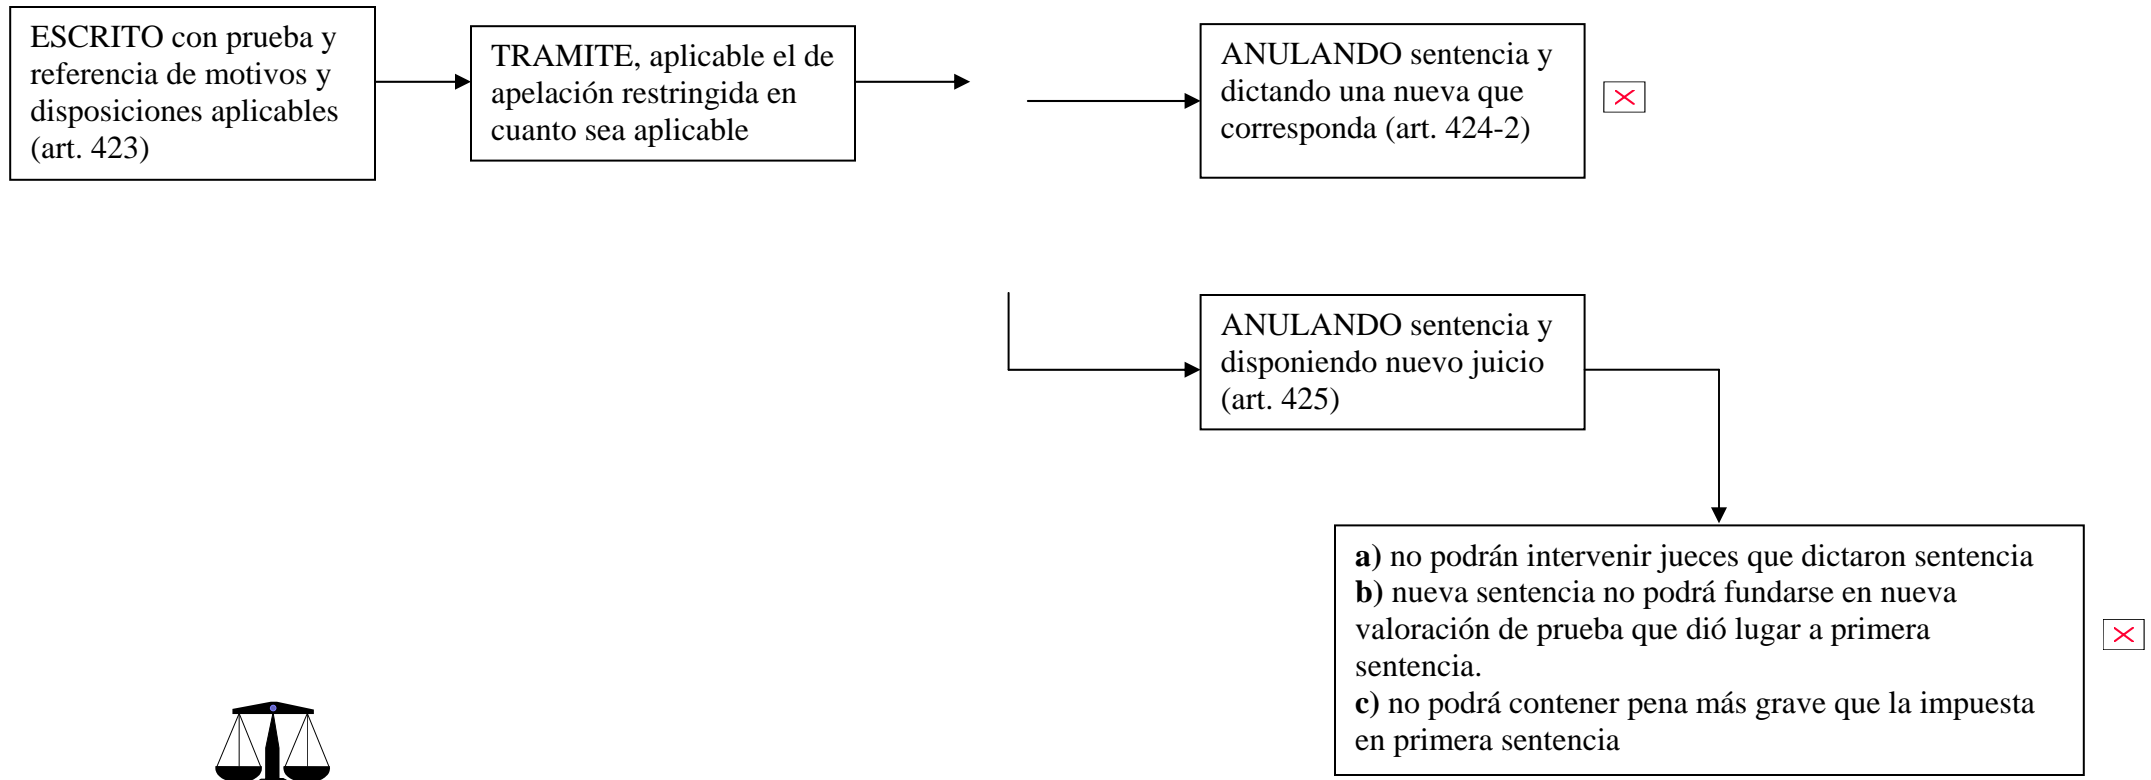 ESCRITO con prueba y
referencia de motivos y
disposiciones aplicables
(art. 423)
TRAMITE, aplicable el de
apelación restringida en
cuanto sea aplicable
ANULANDO sentencia y
dictando una nueva que
corresponda (art. 424-2)
ANULANDO sentencia y
disponiendo nuevo juicio
(art. 425)
a) no podrán intervenir jueces que dictaron sentencia
b) nueva sentencia no podrá fundarse en nueva
valoración de prueba que dió lugar a primera
sentencia.
c) no podrá contener pena más grave que la impuesta
en primera sentencia